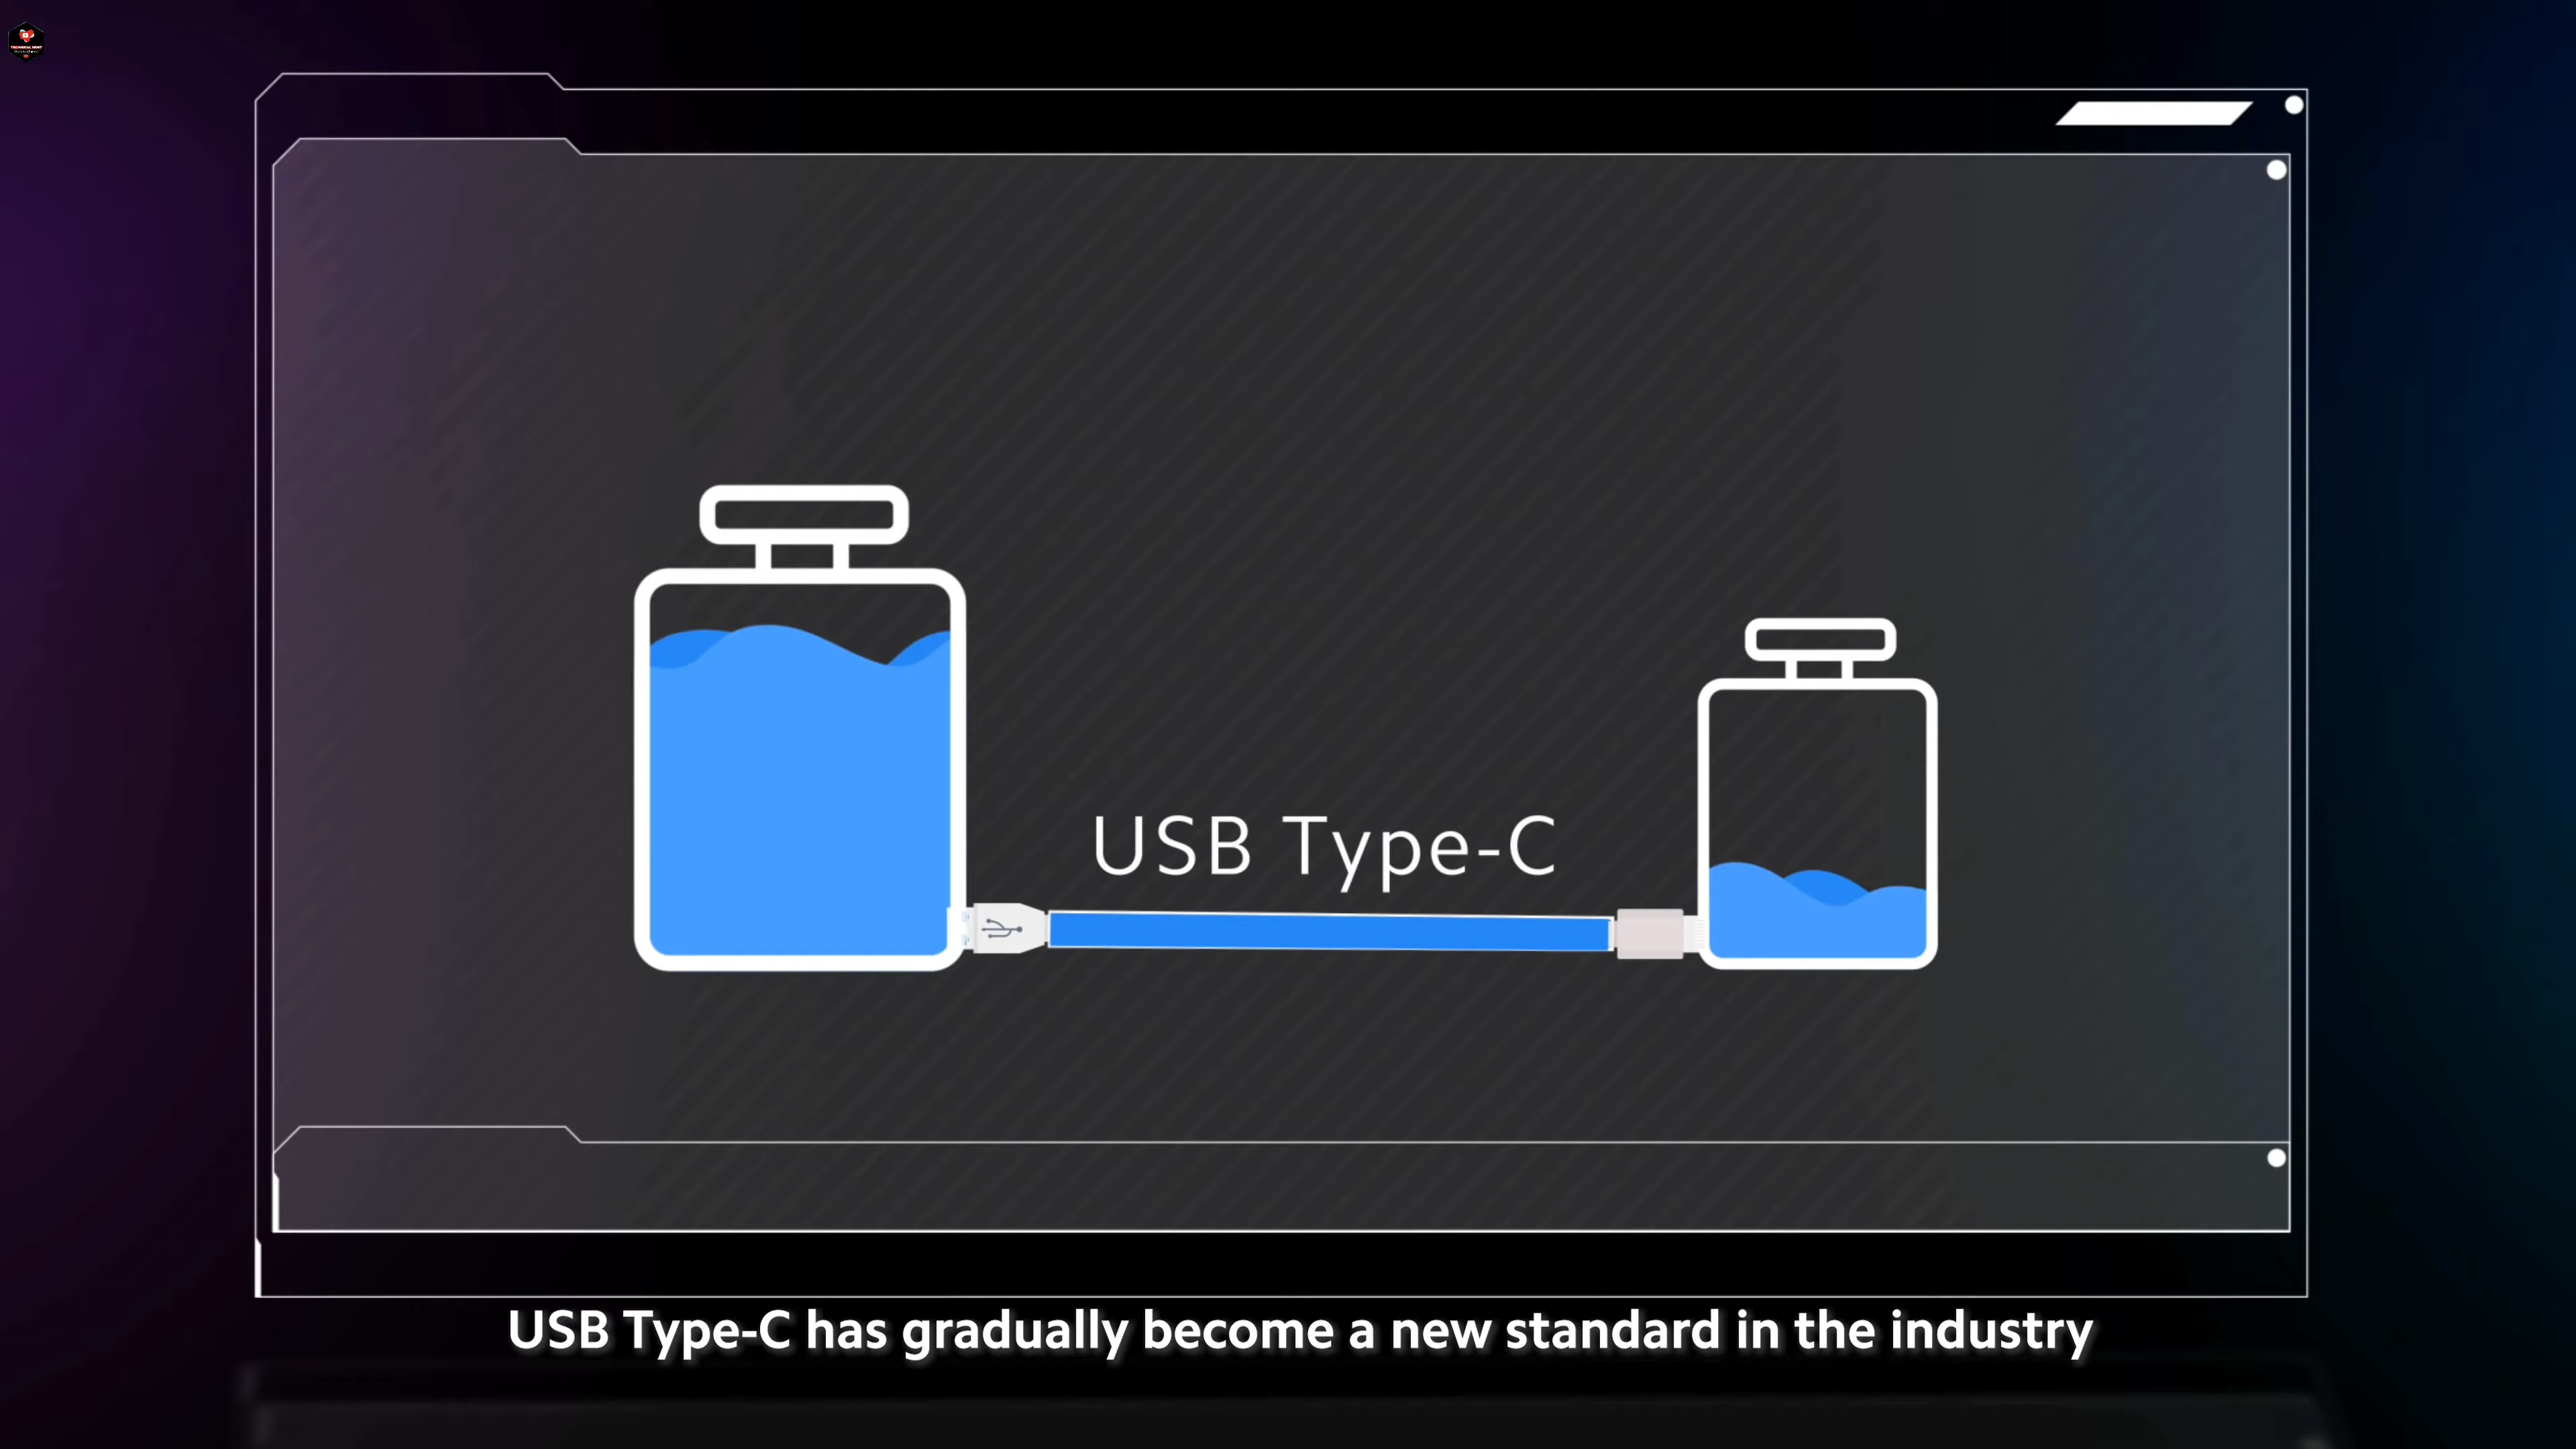 USB Type-C
USB Type-C has gradually become a new standard in the industry